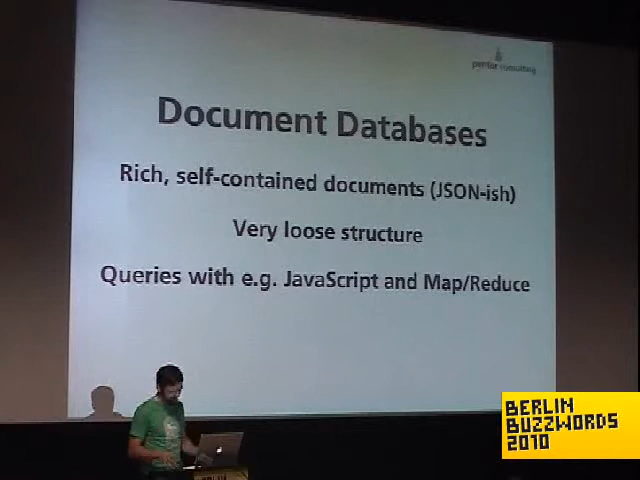 peritor consulting
Document Databases
Rich, self-contained documents (JSON-ish)
Very loose structure
Queries with e.g. JavaScript and Map/Reduce
BERLIN
BUZZWORDS
2010